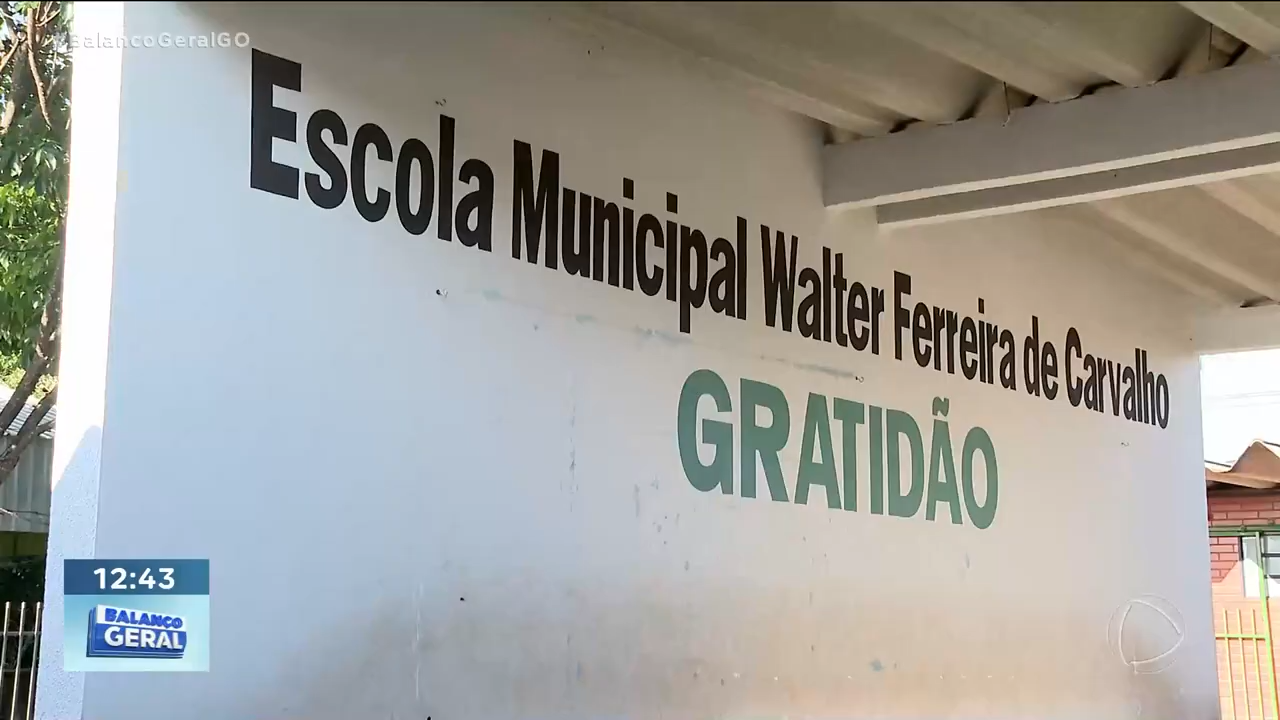 #BalancoGeralGO
Escola Municipal Walter Ferreira de Carvalho
GRATIDÃO
12:43
BALANCO
GERAL